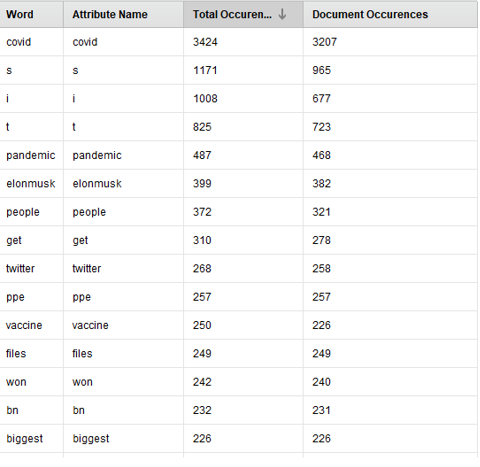 Word Attribute Name Total Occuren... Document Occurences
covid covid 3424 3207
s s 1171 965
i i 1008 677
t t 825 723
pandemic pandemic 487 468
elonmusk elonmusk 399 382
people people 372 321
get get 310 278
twitter twitter 268 258
ppe ppe 257 257
vaccine vaccine 250 226
files files 249 249
won won 242 240
bn bn 232 231
biggest biggest 226 226